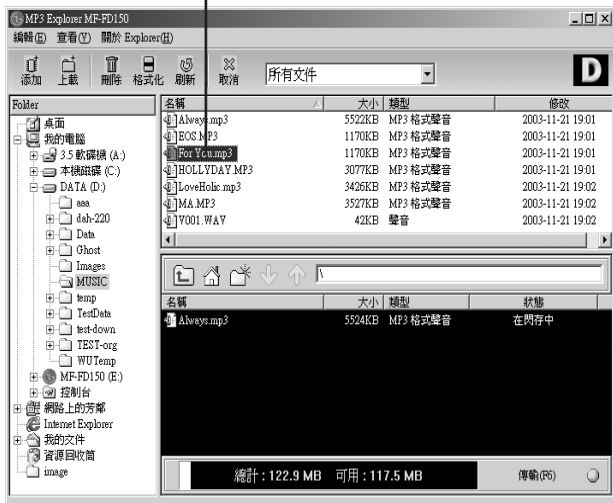 MP3 Explorer MF-FD150
編輯(E) 查看(V) 關於 Explorer(H)
添加 上載 刪除 格式化 刷新 取消 所有文件 D
Folder
桌面
我的電腦
3.5 軟碟機 (A:)
本機磁碟 (C:)
DATA (D:)
aaa
dah-220
Data
Ghost
Images
MUSIC
temp
TestData
test-down
TEST-org
WUTemp
MF-FD150 (E:)
控制台
網路上的芳鄰
Internet Explorer
我的文件
資源回收筒
image
名稱 大小 類型 修改
Always.mp3 5522KB MP3 格式聲音 2003-11-21 19:01
EOS.MP3 1170KB MP3 格式聲音 2003-11-21 19:01
For You.mp3 1170KB MP3 格式聲音 2003-11-21 19:01
HOLLYDAY.MP3 3077KB MP3 格式聲音 2003-11-21 19:01
LoveHolic.mp3 3426KB MP3 格式聲音 2003-11-21 19:02
MA.MP3 3527KB MP3 格式聲音 2003-11-21 19:02
V001.WAV 42KB 聲音 2003-11-21 19:02
\
名稱 大小 類型 狀態
Always.mp3 5524KB MP3 格式聲音 在閃存中
總計 : 122.9 MB 可用 : 117.5 MB 傳輸(F6)